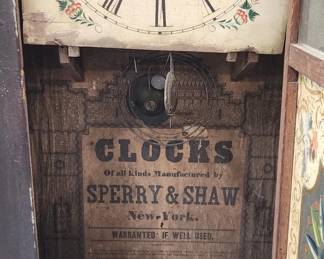 CLOCKS
Of all kinds Manufactured by
SPERRY & SHAW
New-York.
WARRANTED IF WELL USED.